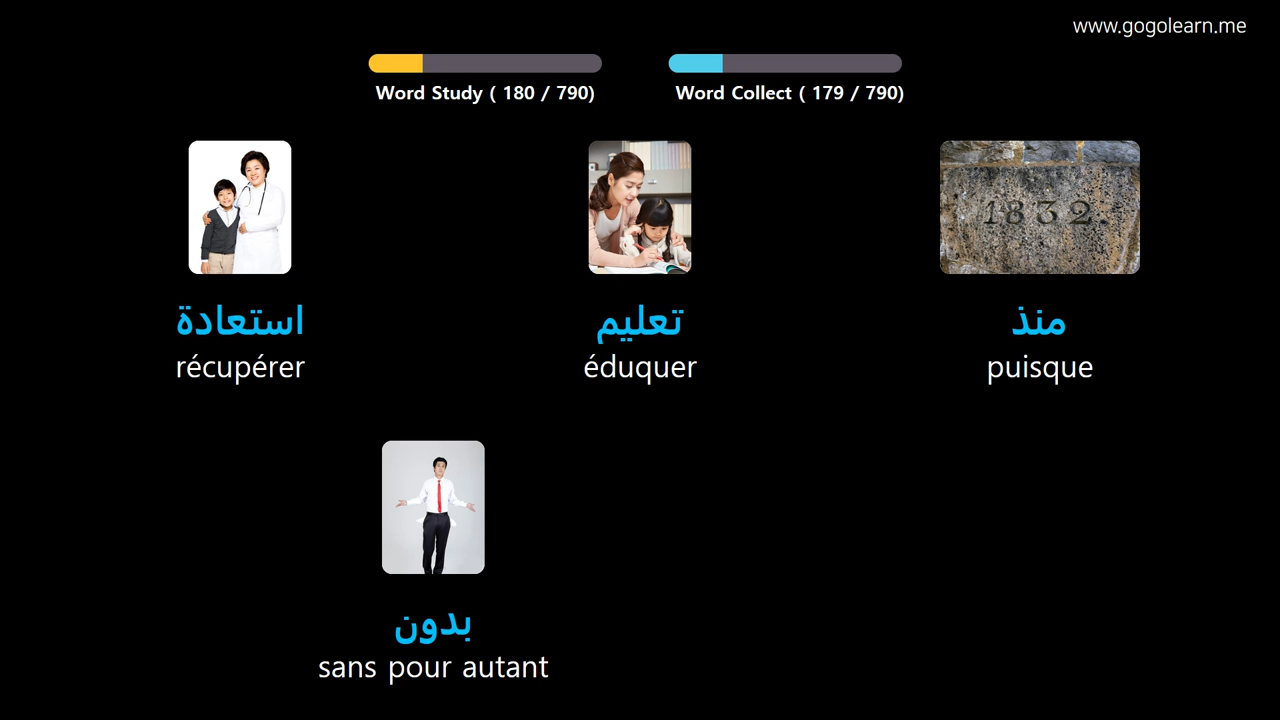 www.gogolearn.me
Word Study ( 180 / 790)
Word Collect ( 179 / 790)
1832.
استعادة
récupérer
تعليم
éduquer
منذ
puisque
بدون
sans pour autant